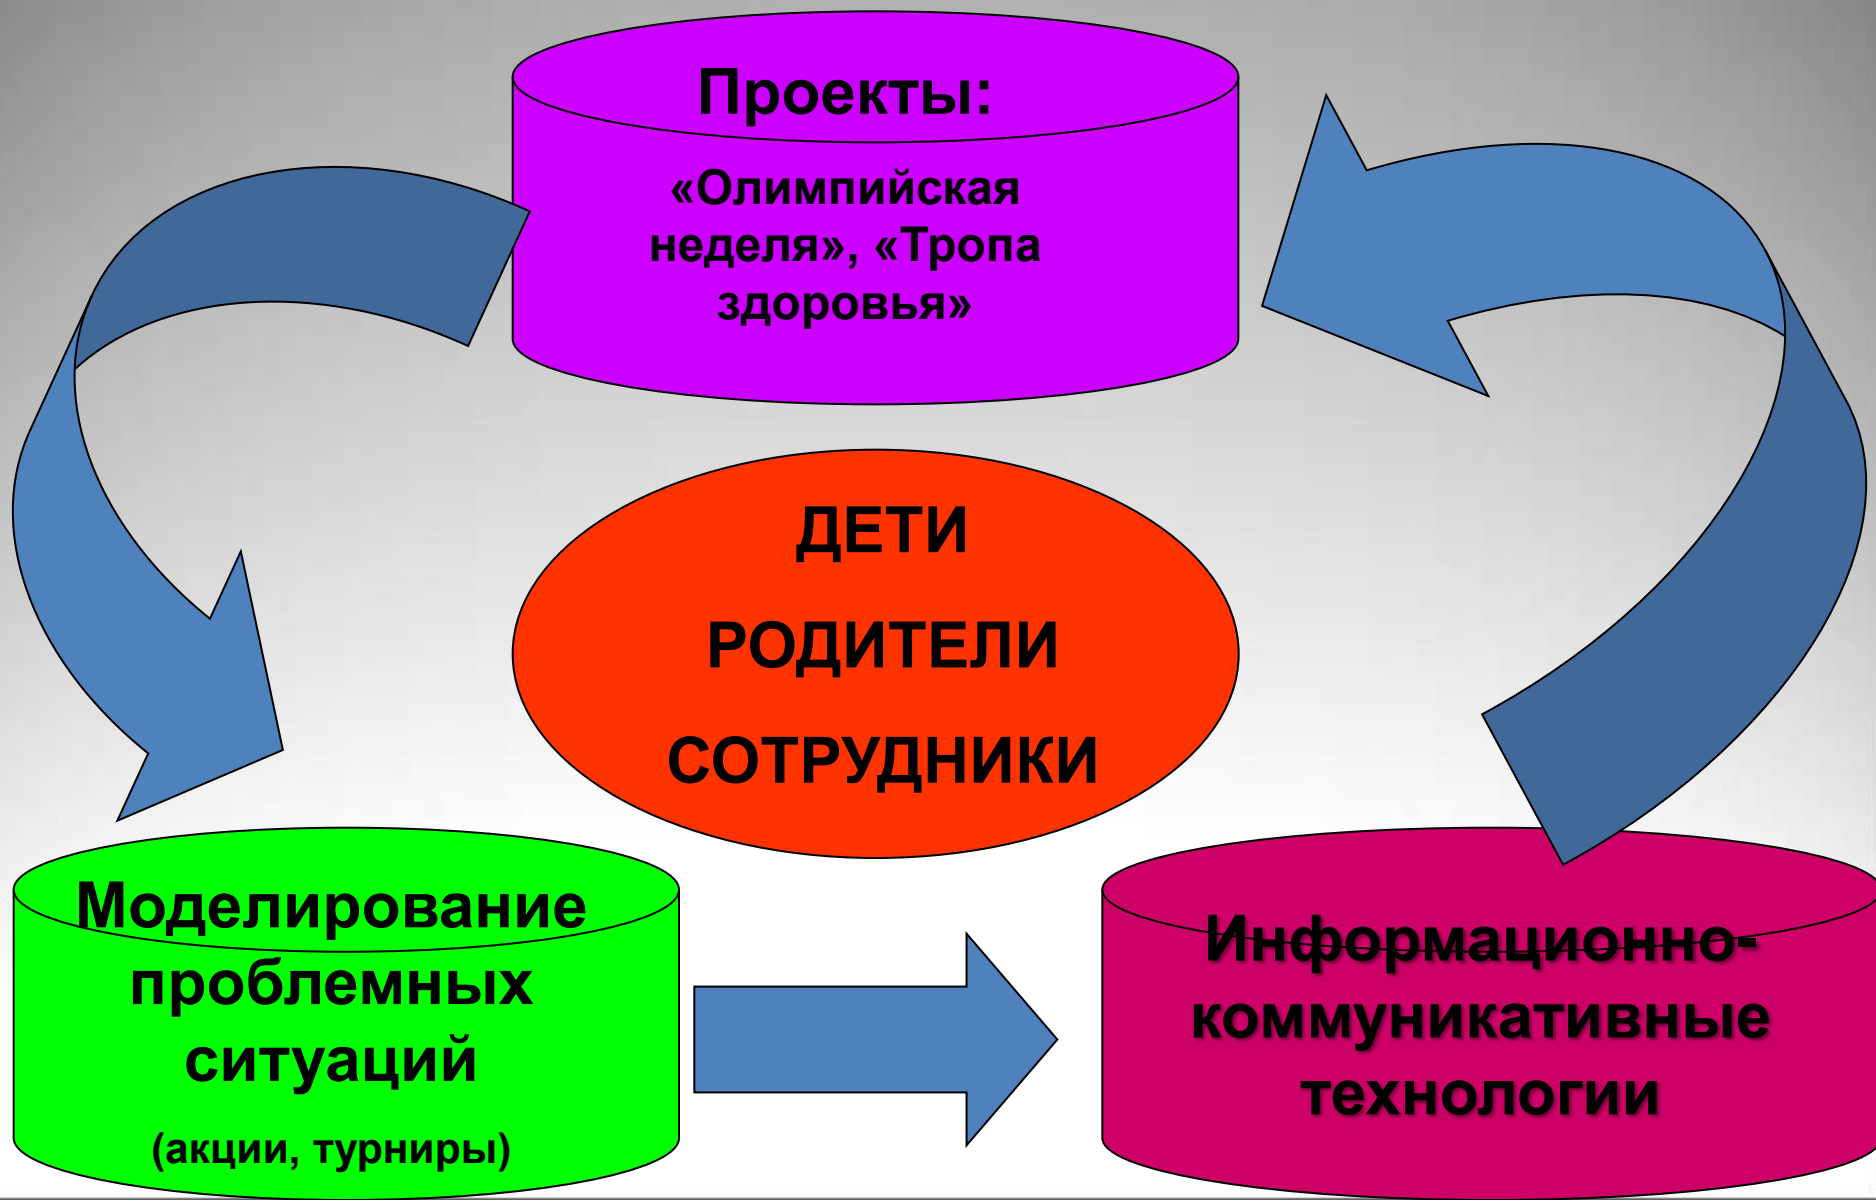 Проекты:
«Олимпийская
неделя», «Тропа
здоровья»
ДЕТИ
РОДИТЕЛИ
СОТРУДНИКИ
Моделирование
проблемных
ситуаций
(акции, турниры)
Информационно-
коммуникативные
технологии